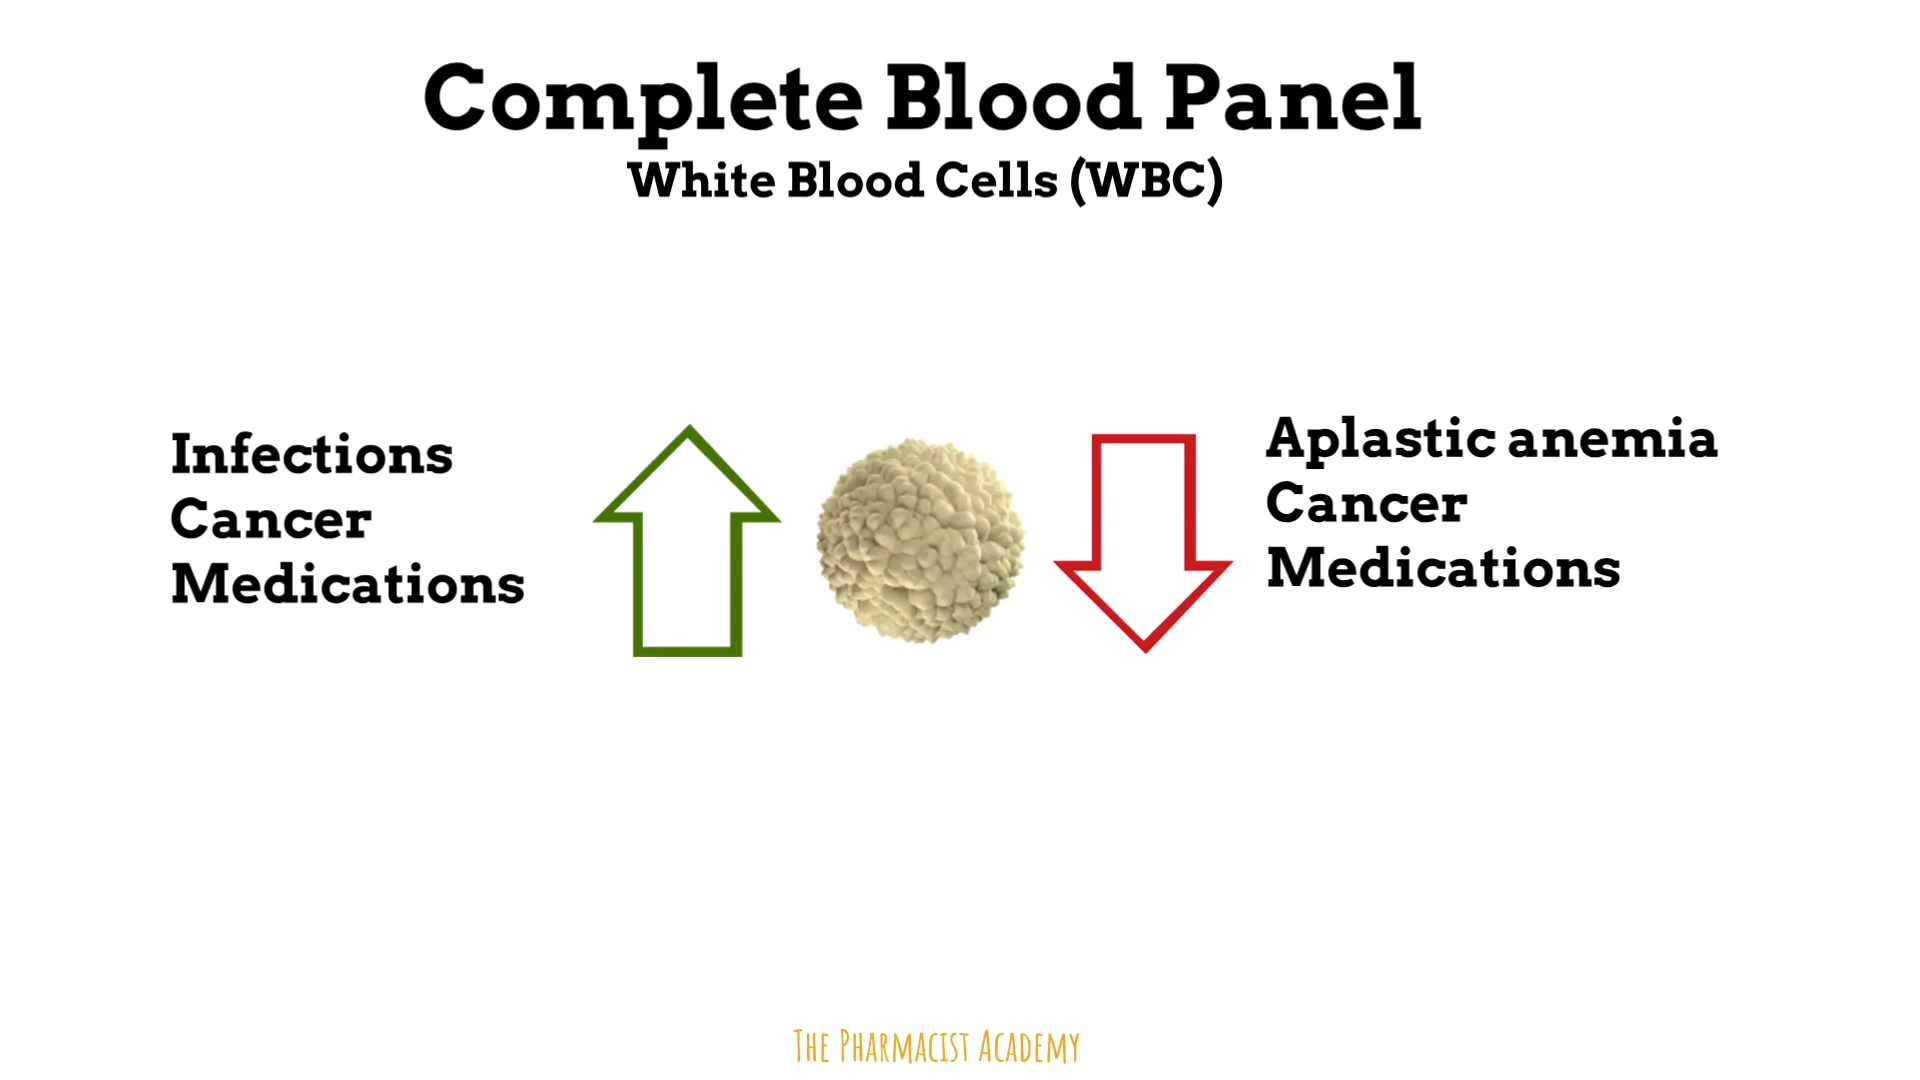 Complete Blood Panel
White Blood Cells (WBC)
Infections
Cancer
Medications
Aplastic anemia
Cancer
Medications
The Pharmacist Academy